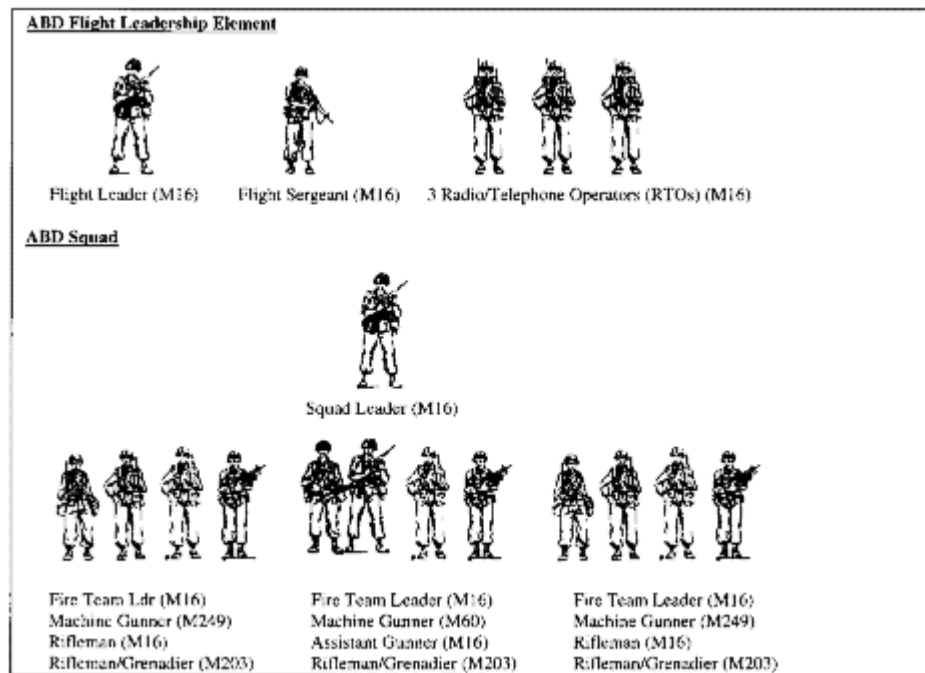 ABD Flight Leadership Element
Flight Leader (M16)
Flight Sergeant (M16)
3 Radio/Telephone Operators (RTOs) (M16)
ABD Squad
Squad Leader (M16)
Fire Team Ldr (M16)
Machine Gunner (M249)
Rifleman (M16)
Rifleman/Grenadier (M203)
Fire Team Leader (M16)
Machine Gunner (M60)
Assistant Gunner (M16)
Rifleman/Grenadier (M203)
Fire Team Leader (M16)
Machine Gunner (M249)
Rifleman (M16)
Rifleman/Grenadier (M203)